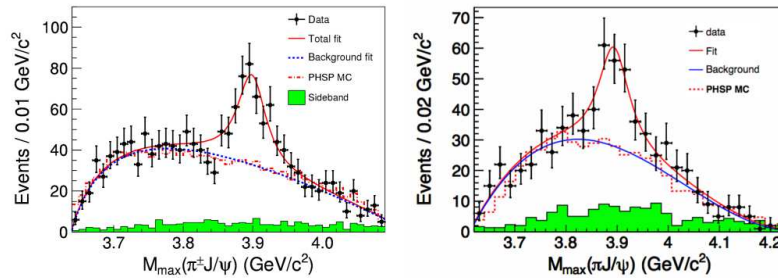 Events / 0.01 GeV/c²
100
80
60
40
20
0
3.7
3.8
3.9
4.0
M_max(π±J/ψ) (GeV/c²)
Data
Total fit
Background fit
PHSP MC
Sideband
Events / 0.02 GeV/c²
70
60
50
40
30
20
10
0
3.7
3.8
3.9
4
4.1
4.2
M_max(πJ/ψ) (GeV/c²)
data
Fit
Background
PHSP MC
Sideband